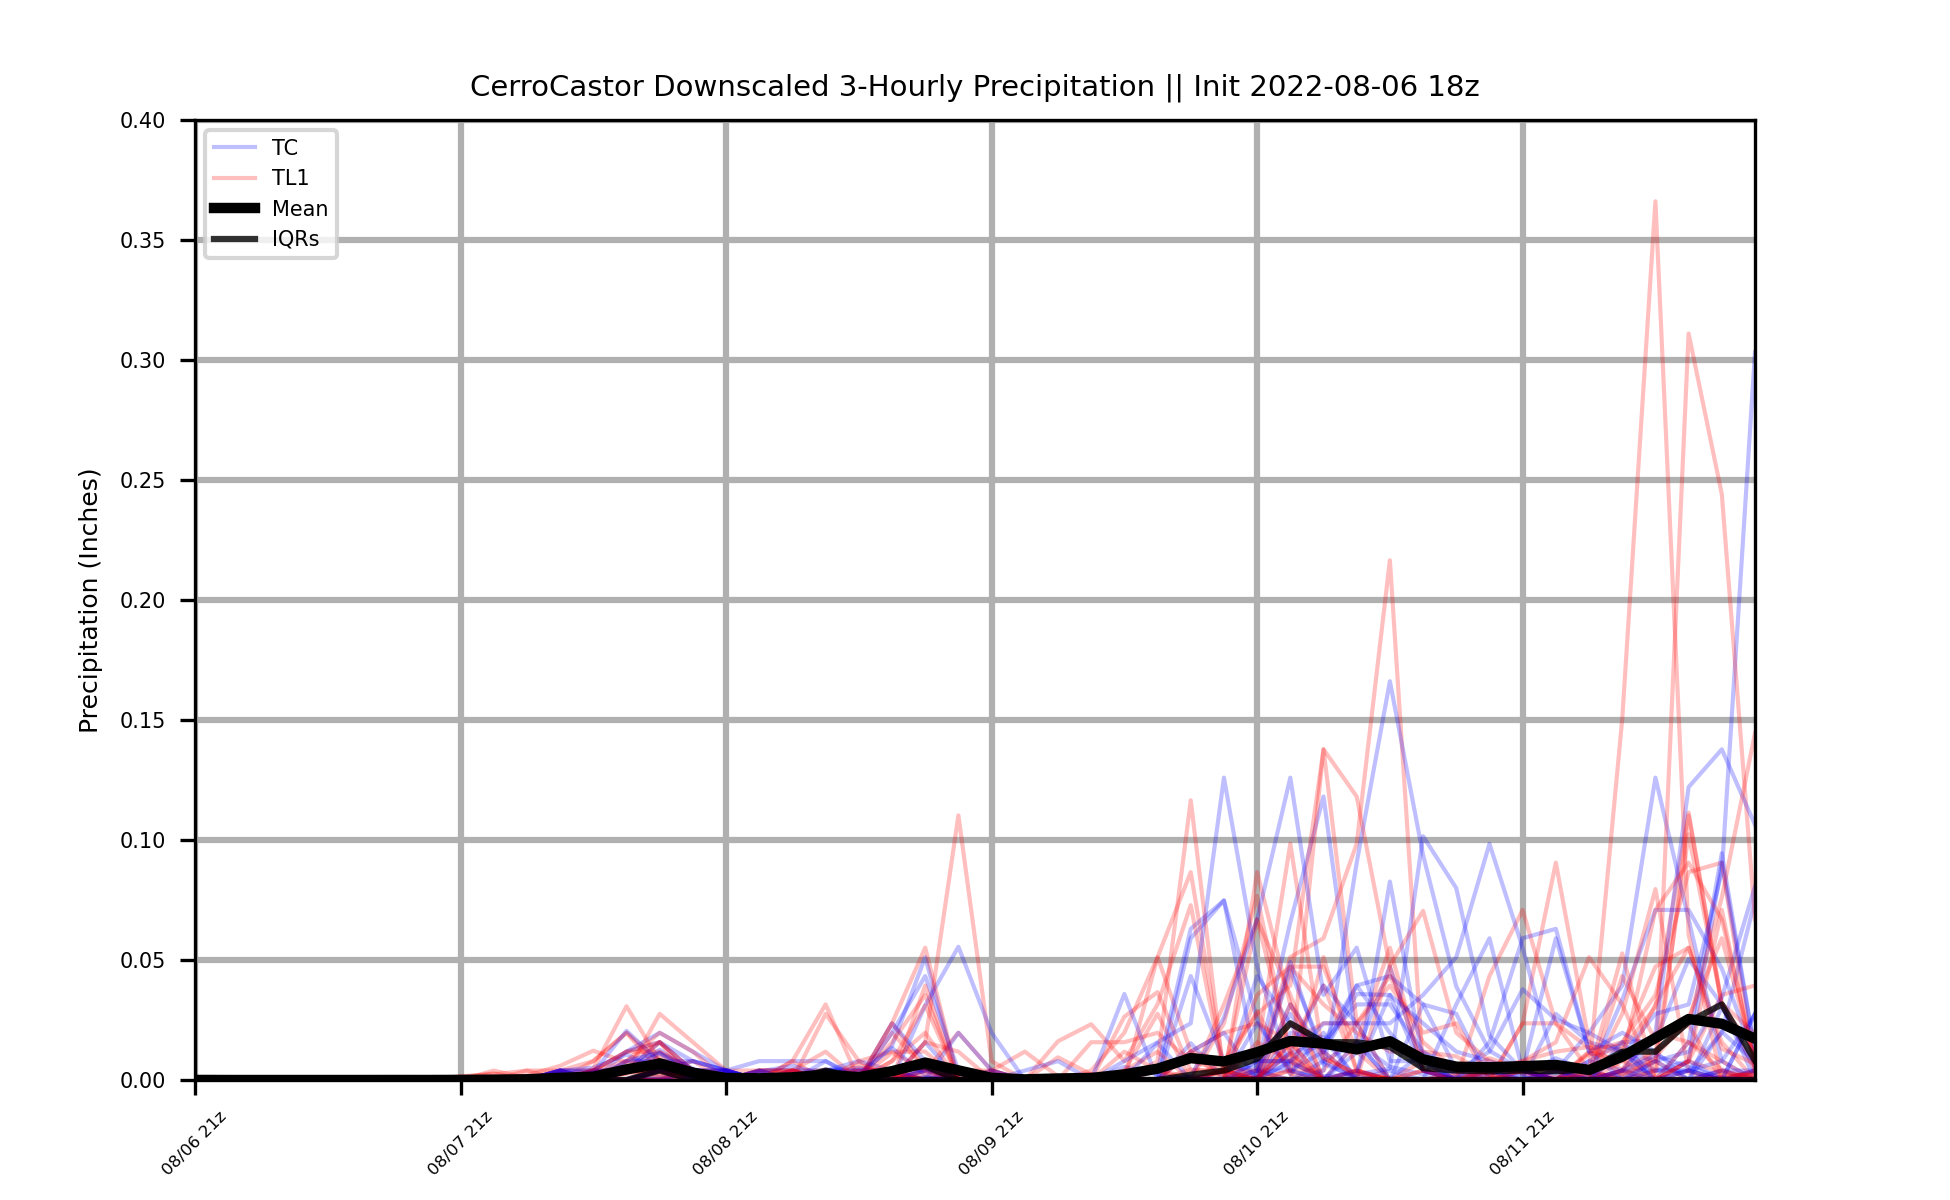 CerroCastor Downscaled 3-Hourly Precipitation || Init 2022-08-06 18z
0.40
0.35
0.30
0.25
0.20
0.15
0.10
0.05
0.00
Precipitation (Inches)
TC
TL1
Mean
IQRs
08/06 21z
08/07 21z
08/08 21z
08/09 21z
08/10 21z
08/11 21z